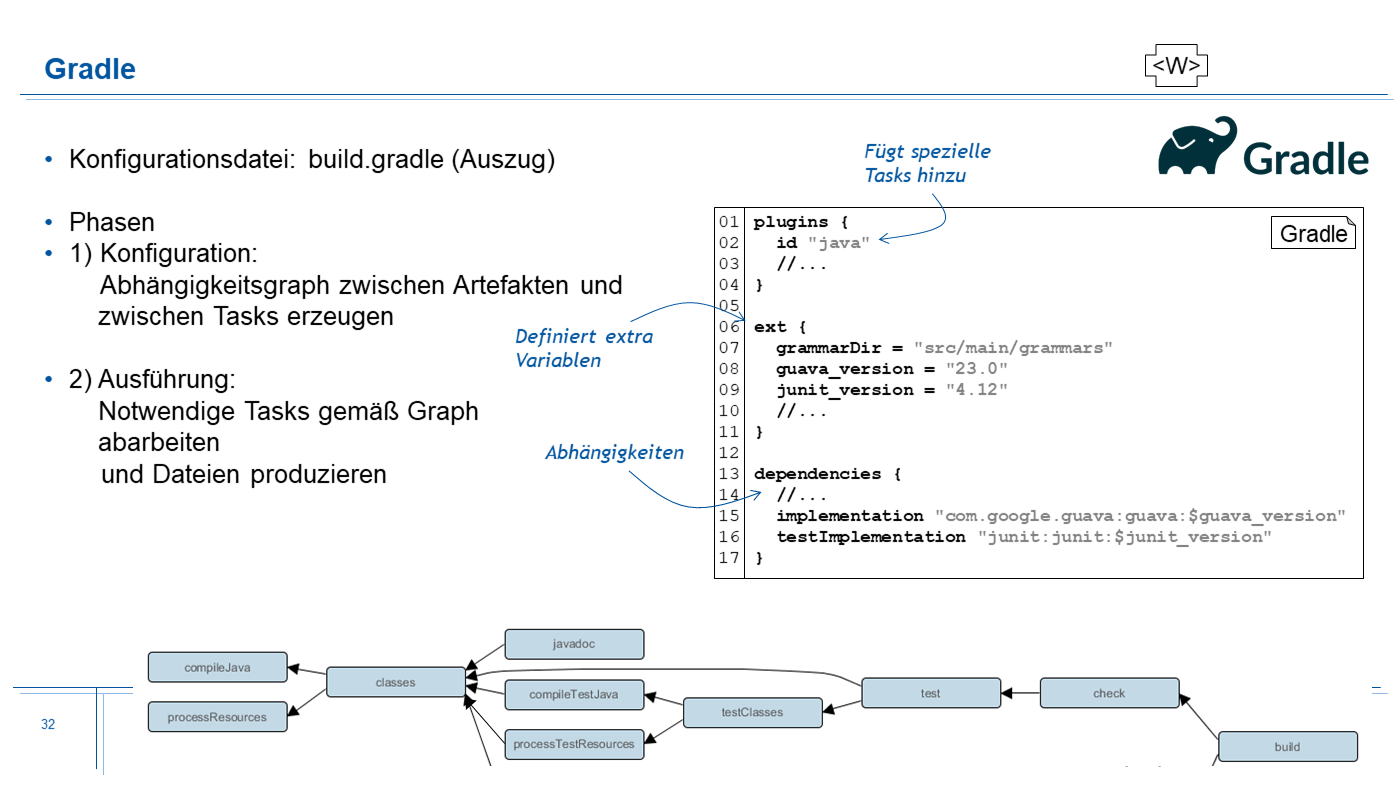 Gradle
<W>
• Konfigurationsdatei: build.gradle (Auszug)
• Phasen
• 1) Konfiguration:
Abhängigkeitsgraph zwischen Artefakten und
zwischen Tasks erzeugen
• 2) Ausführung:
Notwendige Tasks gemäß Graph
abarbeiten
und Dateien produzieren
Gradle
Fügt spezielle
Tasks hinzu
Definiert extra
Variablen
Abhängigkeiten
Gradle
01 plugins {
02   id "java"
03   //...
04 }
05
06 ext {
07   grammarDir = "src/main/grammars"
08   guava_version = "23.0"
09   junit_version = "4.12"
10   //...
11 }
12
13 dependencies {
14   //...
15   implementation "com.google.guava:guava:$guava_version"
16   testImplementation "junit:junit:$junit_version"
17 }
compileJava
processResources
classes
javadoc
compileTestJava
processTestResources
testClasses
test
check
build
32